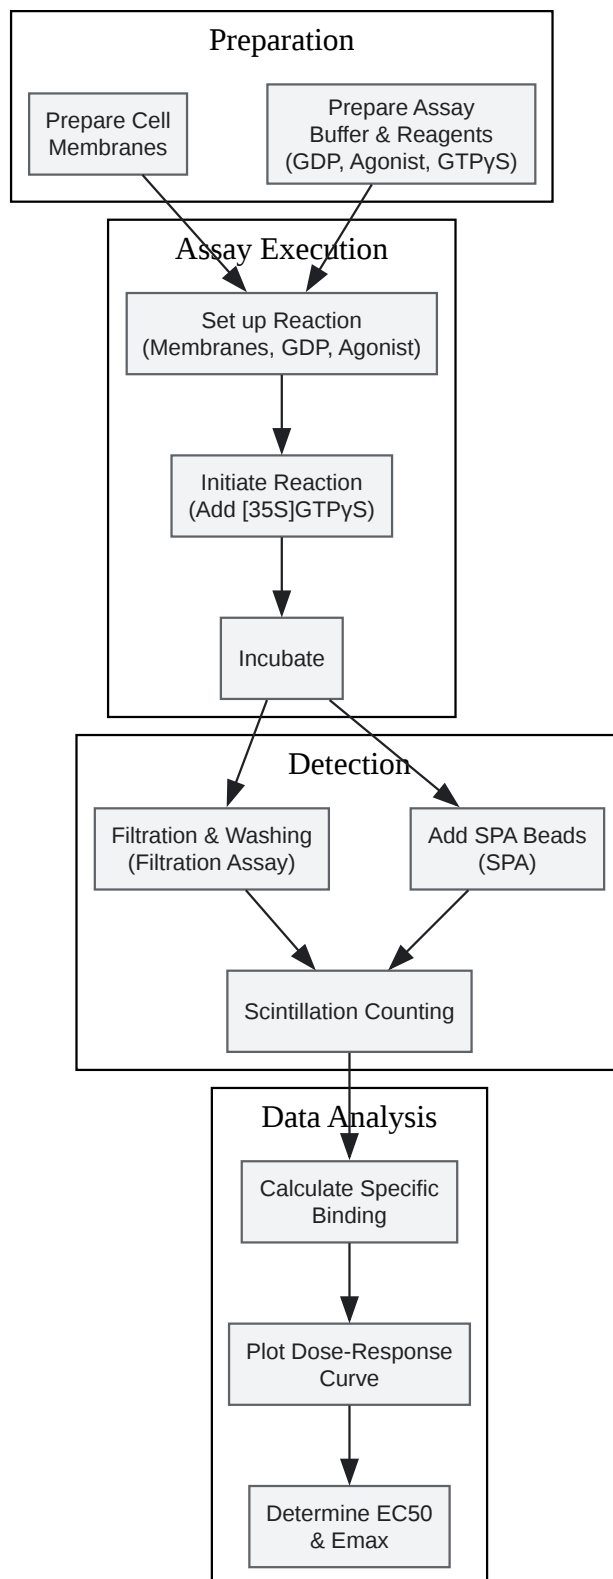 Preparation
Prepare Cell
Membranes
Prepare Assay
Buffer & Reagents
(GDP, Agonist, GTPγS)
Assay Execution
Set up Reaction
(Membranes, GDP, Agonist)
Initiate Reaction
(Add [35S]GTPγS)
Incubate
Detection
Filtration & Washing
(Filtration Assay)
Add SPA Beads
(SPA)
Scintillation Counting
Data Analysis
Calculate Specific
Binding
Plot Dose-Response
Curve
Determine EC50
& Emax